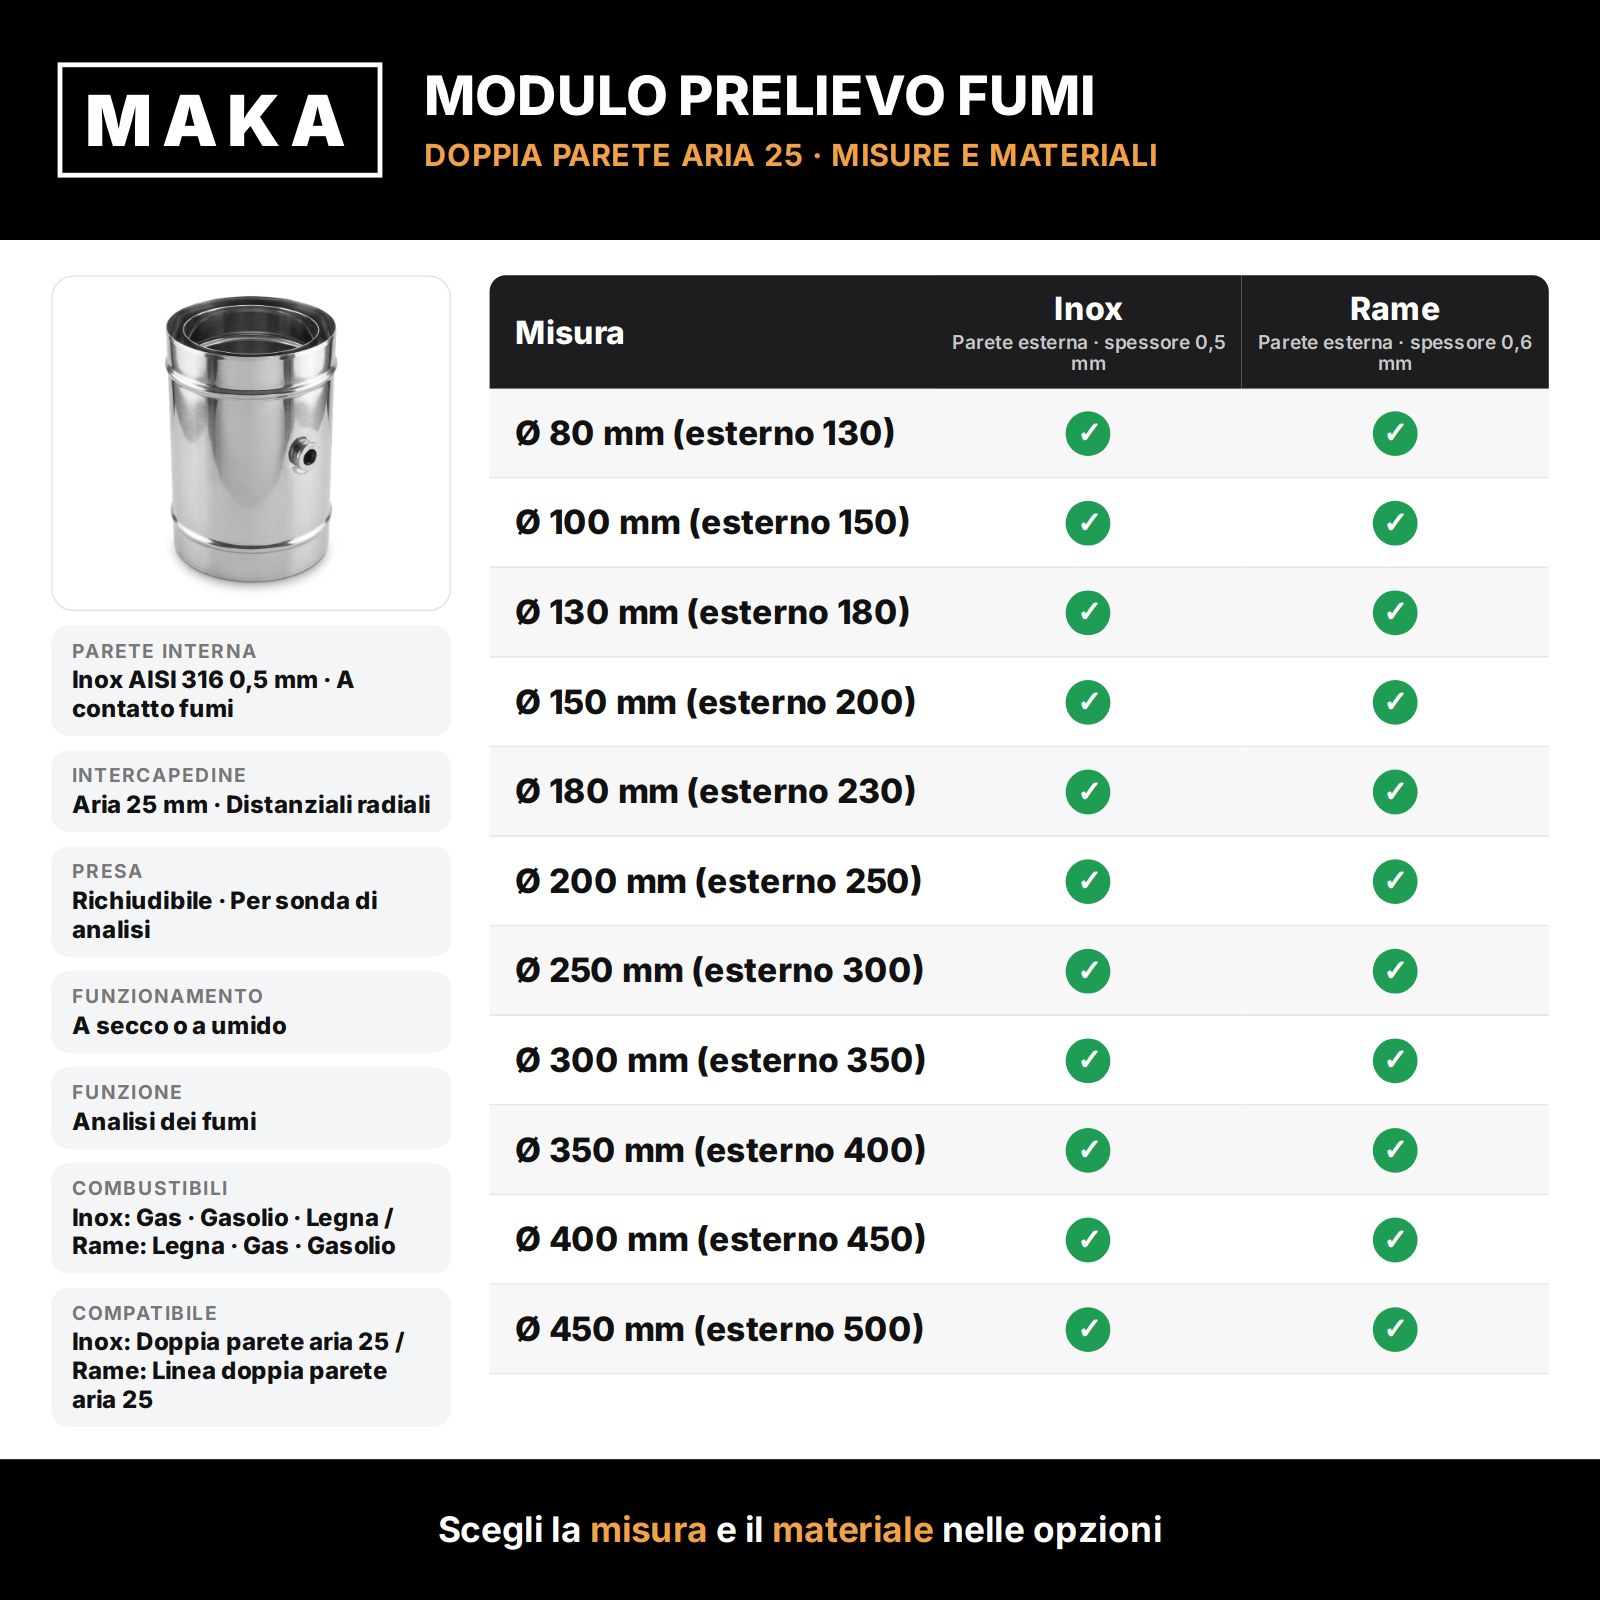 MAKA
MODULO PRELIEVO FUMI
DOPPIA PARETE ARIA 25 · MISURE E MATERIALI
PARETE INTERNA
Inox AISI 316 0,5 mm · A
contatto fumi
INTERCAPEDINE
Aria 25 mm · Distanziali radiali
PRESA
Richiudibile · Per sonda di
analisi
FUNZIONAMENTO
A secco o a umido
FUNZIONE
Analisi dei fumi
COMBUSTIBILI
Inox: Gas · Gasolio · Legna /
Rame: Legna · Gas · Gasolio
COMPATIBILE
Inox: Doppia parete aria 25 /
Rame: Linea doppia parete
aria 25
Misura
Inox
Parete esterna · spessore 0,5
mm
Rame
Parete esterna · spessore 0,6
mm
Ø 80 mm (esterno 130) ✓ ✓
Ø 100 mm (esterno 150) ✓ ✓
Ø 130 mm (esterno 180) ✓ ✓
Ø 150 mm (esterno 200) ✓ ✓
Ø 180 mm (esterno 230) ✓ ✓
Ø 200 mm (esterno 250) ✓ ✓
Ø 250 mm (esterno 300) ✓ ✓
Ø 300 mm (esterno 350) ✓ ✓
Ø 350 mm (esterno 400) ✓ ✓
Ø 400 mm (esterno 450) ✓ ✓
Ø 450 mm (esterno 500) ✓ ✓
Scegli la misura e il materiale nelle opzioni